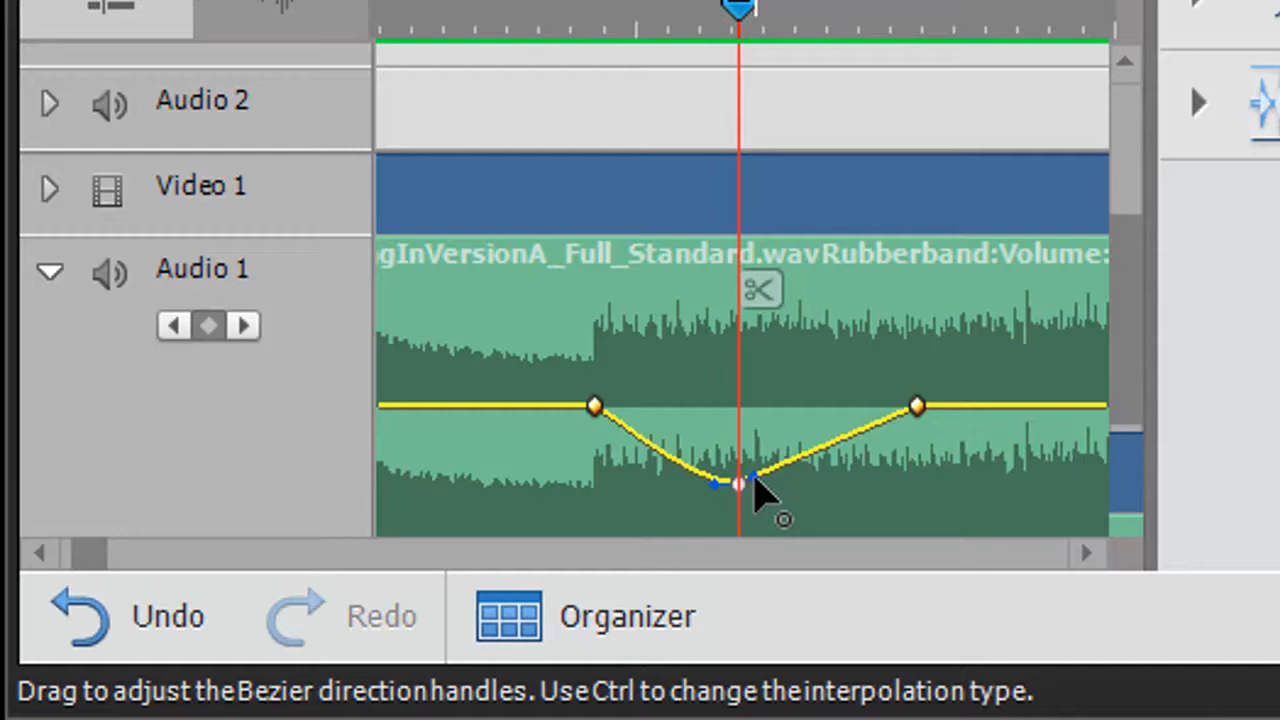 Audio 2
Video 1
gInVersionA_Full_Standard.wavRubberband:Volume:
Audio 1
Undo
Redo
Organizer
Drag to adjust the Bezier direction handles. Use Ctrl to change the interpolation type.